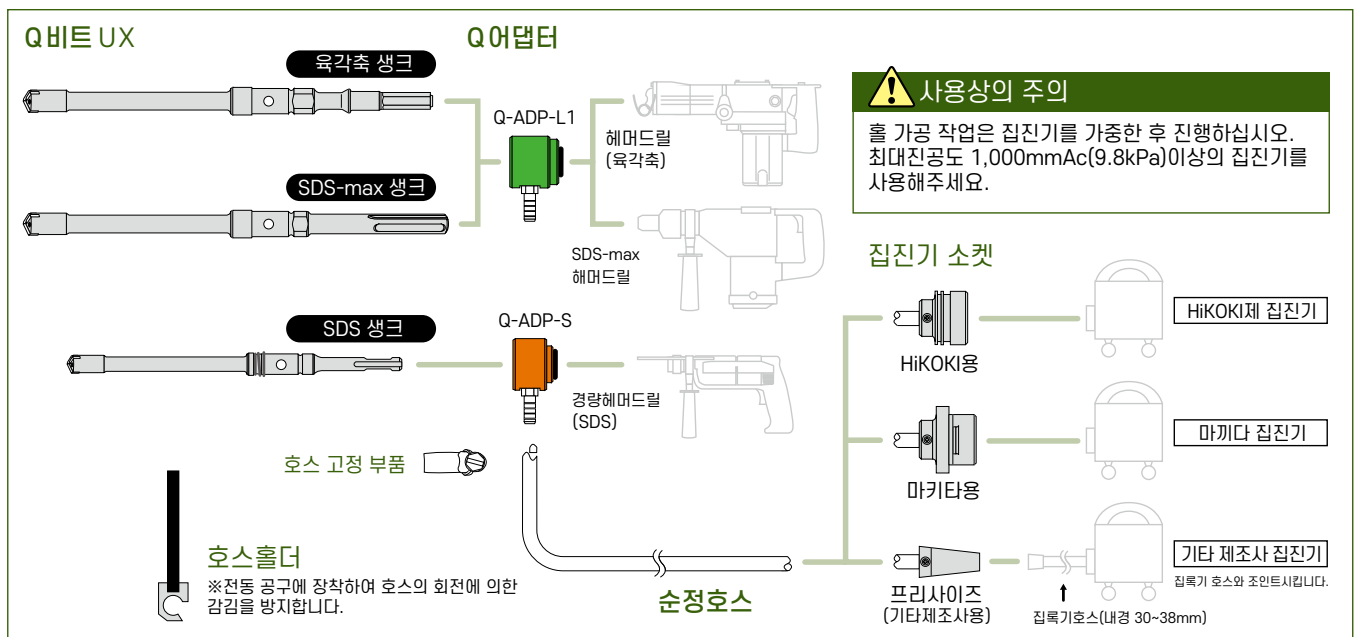 Q비트 UX
Q어댑터
육각축 생크
Q-ADP-L1
헤머드릴
(육각축)
SDS-max 생크
SDS-max
해머드릴
사용상의 주의
홀 가공 작업은 집진기를 가중한 후 진행하십시오.
최대진공도 1,000mmAc(9.8kPa)이상의 집진기를
사용해주세요.
SDS 생크
Q-ADP-S
경량헤머드릴
(SDS)
호스 고정 부품
호스홀더
※전동 공구에 장착하여 호스의 회전에 의한
감김을 방지합니다.
순정호스
집진기 소켓
HiKOKI용
HiKOKI제 집진기
마키타용
마끼다 집진기
프리사이즈
(기타제조사용)
기타 제조사 집진기
집록기 호스와 조인트시킵니다.
집록기호스(내경 30~38mm)